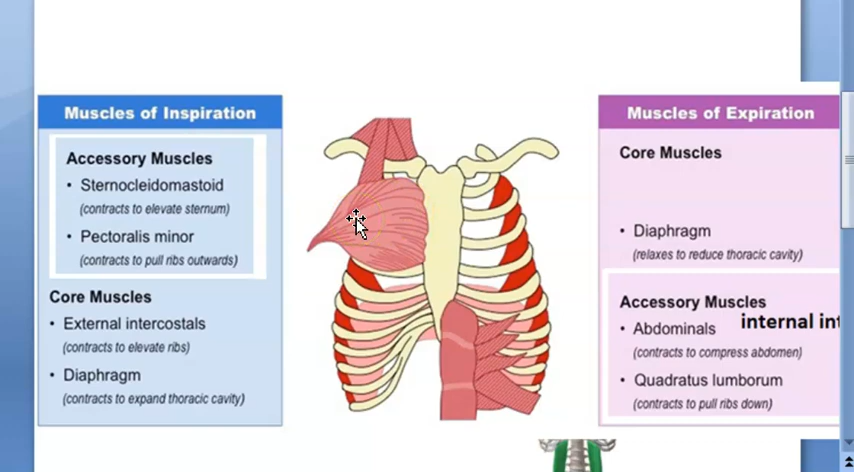 Muscles of Inspiration
Accessory Muscles
• Sternocleidomastoid
(contracts to elevate sternum)
• Pectoralis minor
(contracts to pull ribs outwards)
Core Muscles
• External intercostals
(contracts to elevate ribs)
• Diaphragm
(contracts to expand thoracic cavity)
Muscles of Expiration
Core Muscles
• Diaphragm
(relaxes to reduce thoracic cavity)
Accessory Muscles
• Abdominals internal int
(contracts to compress abdomen)
• Quadratus lumborum
(contracts to pull ribs down)